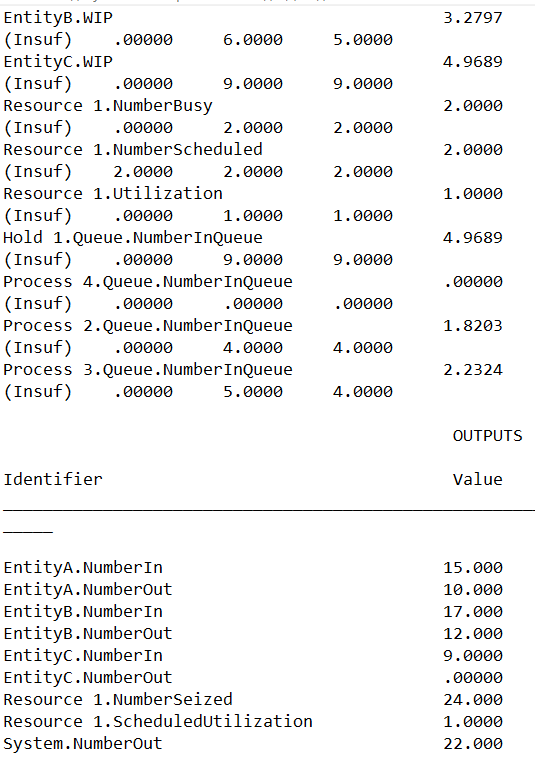 EntityB.WIP 3.2797
(Insuf) .00000 6.0000 5.0000
EntityC.WIP 4.9689
(Insuf) .00000 9.0000 9.0000
Resource 1.NumberBusy 2.0000
(Insuf) .00000 2.0000 2.0000
Resource 1.NumberScheduled 2.0000
(Insuf) 2.0000 2.0000 2.0000
Resource 1.Utilization 1.0000
(Insuf) .00000 1.0000 1.0000
Hold 1.Queue.NumberInQueue 4.9689
(Insuf) .00000 9.0000 9.0000
Process 4.Queue.NumberInQueue .00000
(Insuf) .00000 .00000 .00000
Process 2.Queue.NumberInQueue 1.8203
(Insuf) .00000 4.0000 4.0000
Process 3.Queue.NumberInQueue 2.2324
(Insuf) .00000 5.0000 4.0000
OUTPUTS
Identifier Value
EntityA.NumberIn 15.000
EntityA.NumberOut 10.000
EntityB.NumberIn 17.000
EntityB.NumberOut 12.000
EntityC.NumberIn 9.0000
EntityC.NumberOut .00000
Resource 1.NumberSeized 24.000
Resource 1.ScheduledUtilization 1.0000
System.NumberOut 22.000